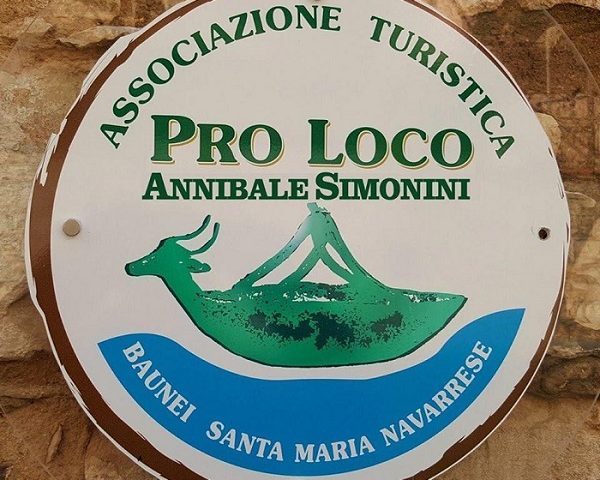 ASSOCIAZIONE TURISTICA
PRO LOCO
ANNIBALE SIMONINI
BAUNEI SANTA MARIA NAVARRESE